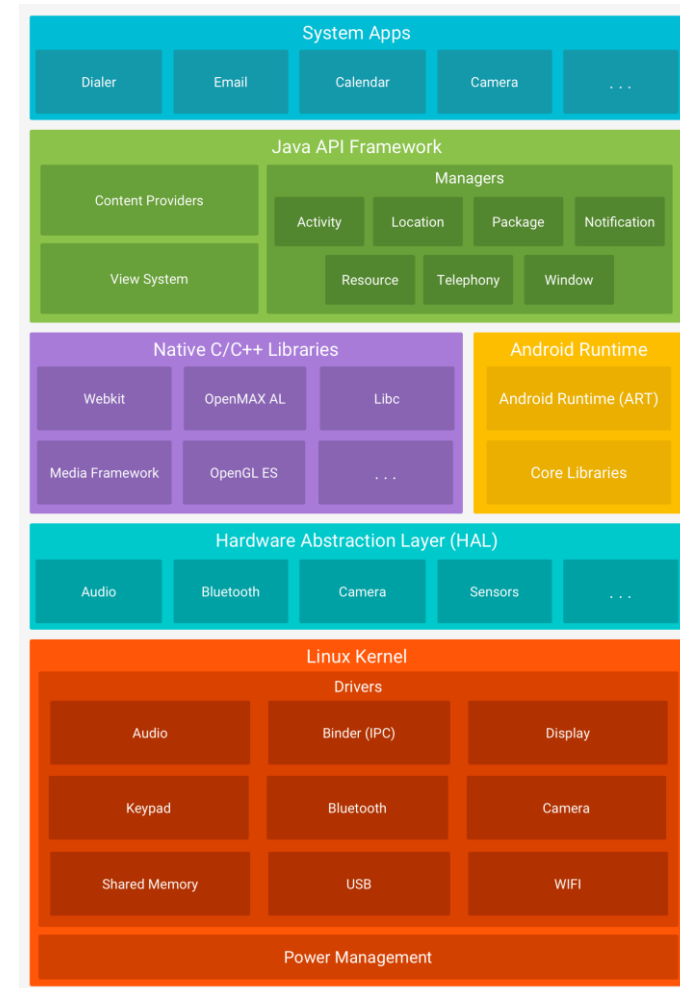 System Apps
Dialer
Email
Calendar
Camera
. . .
Java API Framework
Content Providers
View System
Managers
Activity
Location
Package
Notification
Resource
Telephony
Window
Native C/C++ Libraries
Webkit
OpenMAX AL
Libc
Media Framework
OpenGL ES
. . .
Android Runtime
Android Runtime (ART)
Core Libraries
Hardware Abstraction Layer (HAL)
Audio
Bluetooth
Camera
Sensors
. . .
Linux Kernel
Drivers
Audio
Binder (IPC)
Display
Keypad
Bluetooth
Camera
Shared Memory
USB
WIFI
Power Management